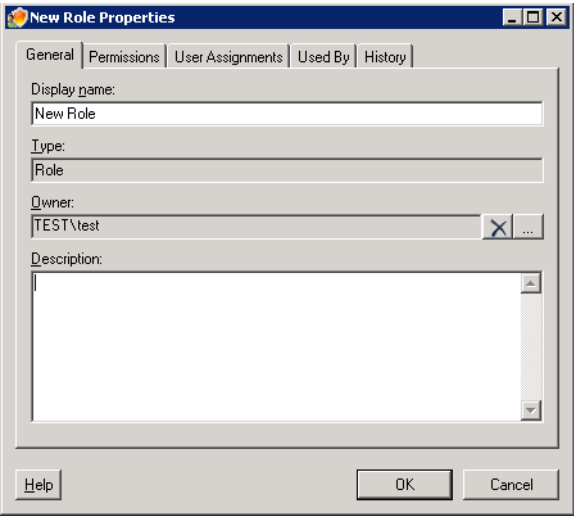 New Role Properties
General Permissions User Assignments Used By History
Display name:
New Role
Type:
Role
Owner:
TEST\test
...
Description:
Help OK Cancel